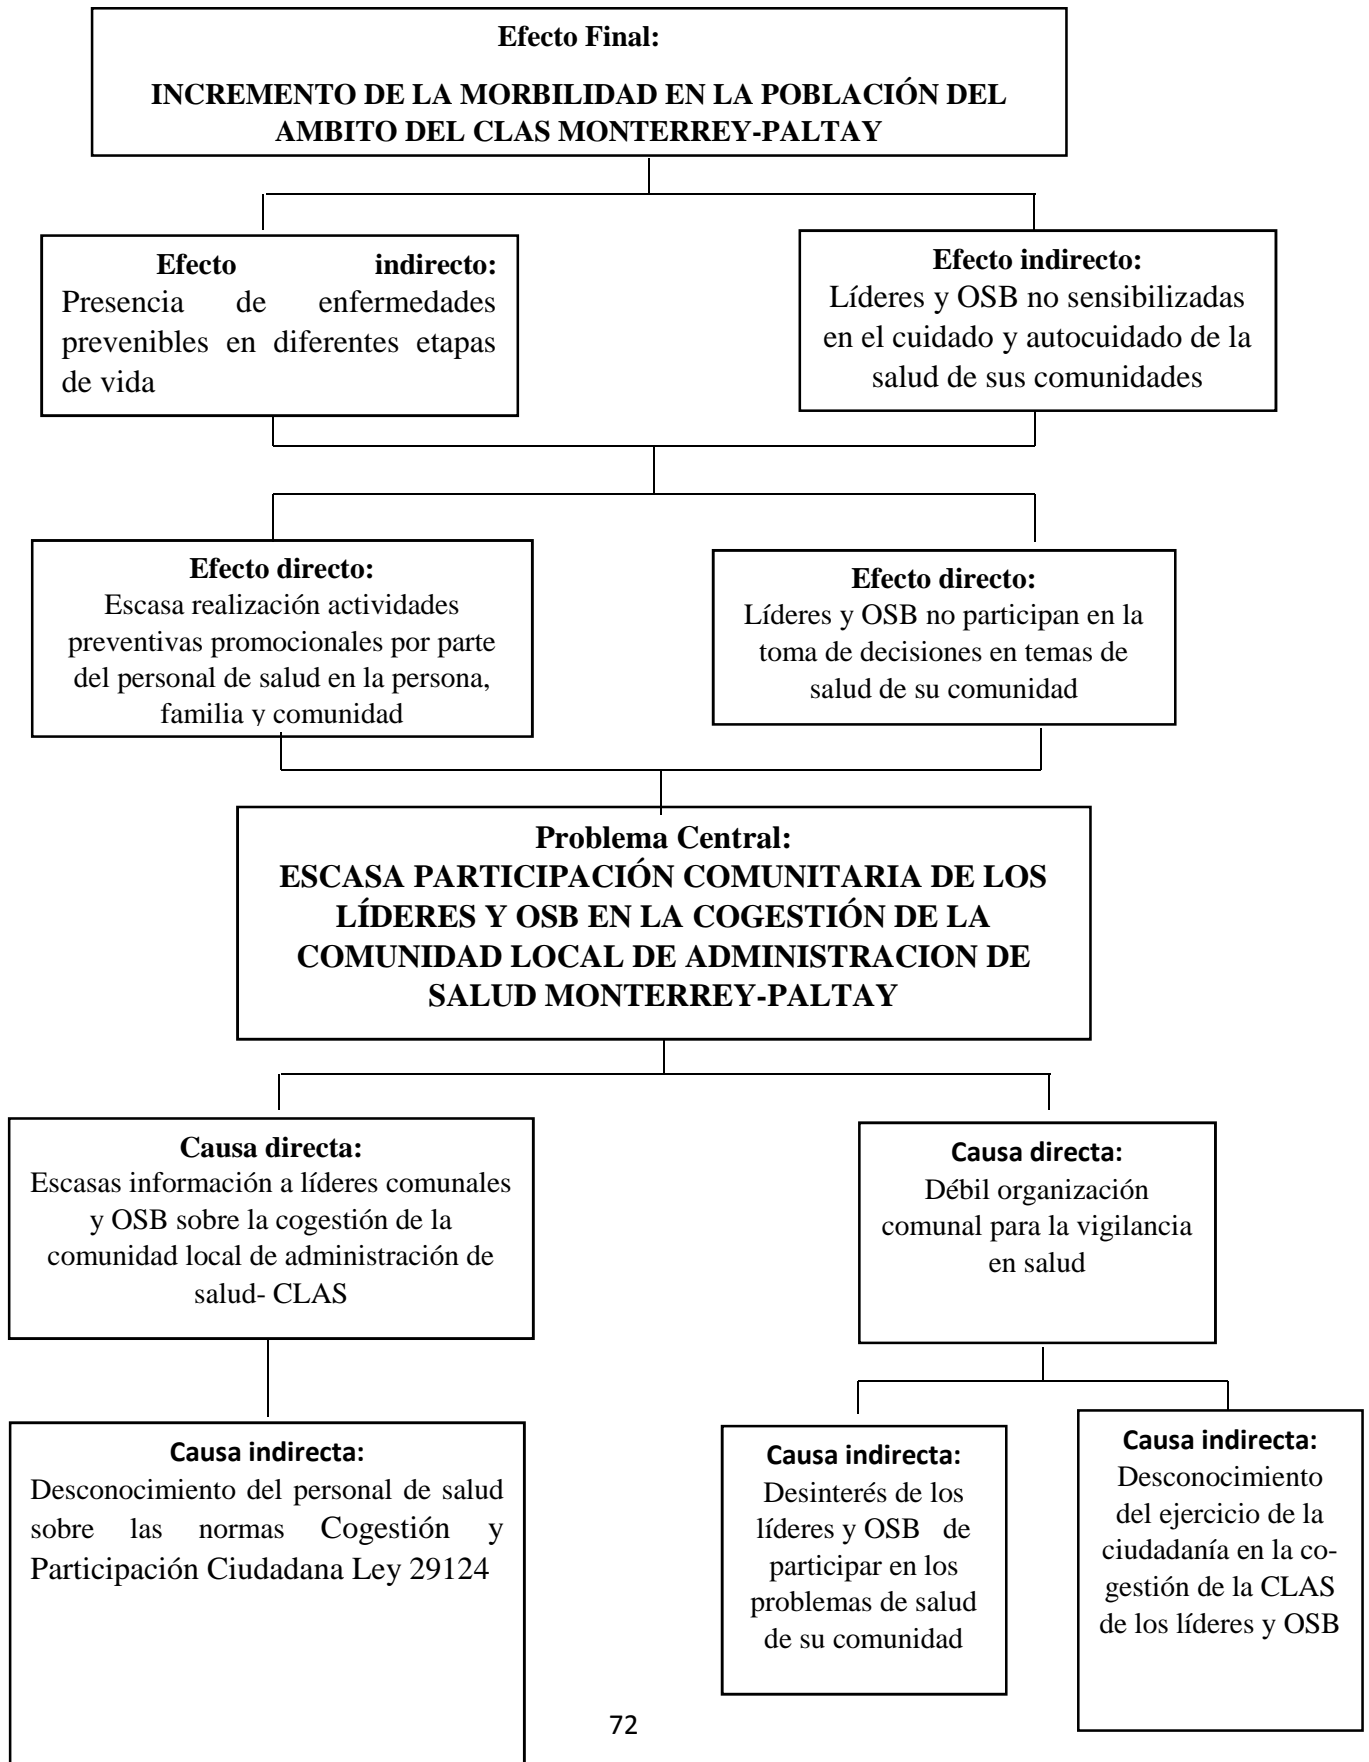 Efecto Final:
INCREMENTO DE LA MORBILIDAD EN LA POBLACIÓN DEL
AMBITO DEL CLAS MONTERREY-PALTAY
Efecto indirecto:
Presencia de enfermedades
prevenibles en diferentes etapas
de vida
Efecto indirecto:
Líderes y OSB no sensibilizadas
en el cuidado y autocuidado de la
salud de sus comunidades
Efecto directo:
Escasa realización actividades
preventivas promocionales por parte
del personal de salud en la persona,
familia y comunidad
Efecto directo:
Líderes y OSB no participan en la
toma de decisiones en temas de
salud de su comunidad
Problema Central:
ESCASA PARTICIPACIÓN COMUNITARIA DE LOS
LÍDERES Y OSB EN LA COGESTIÓN DE LA
COMUNIDAD LOCAL DE ADMINISTRACION DE
SALUD MONTERREY-PALTAY
Causa directa:
Escasas información a líderes comunales
y OSB sobre la cogestión de la
comunidad local de administración de
salud- CLAS
Causa directa:
Débil organización
comunal para la vigilancia
en salud
Causa indirecta:
Desconocimiento del personal de salud
sobre las normas Cogestión y
Participación Ciudadana Ley 29124
Causa indirecta:
Desinterés de los
líderes y OSB de
participar en los
problemas de salud
de su comunidad
Causa indirecta:
Desconocimiento
del ejercicio de la
ciudadanía en la co-
gestión de la CLAS
de los líderes y OSB
72